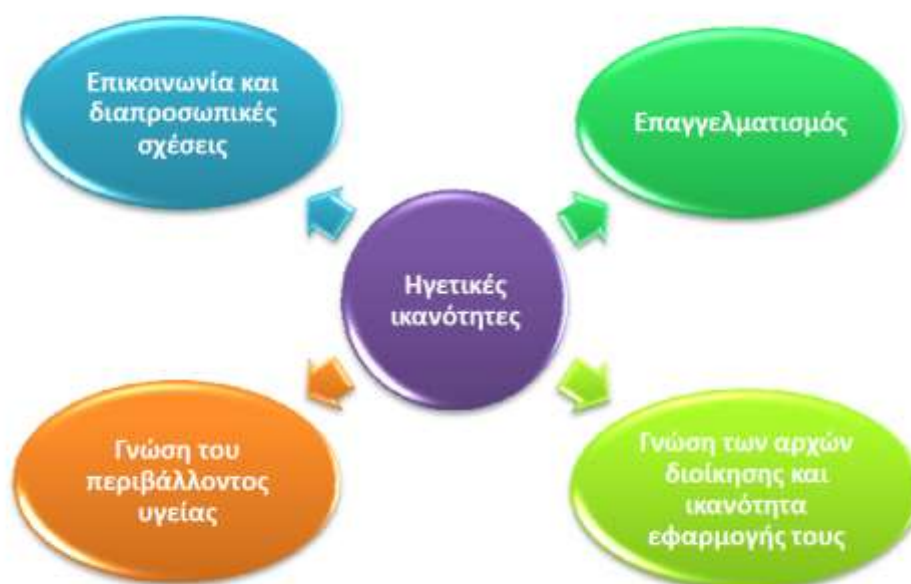 Επικοινωνία και
διαπροσωπικές
σχέσεις
Επαγγελματισμός
Ηγετικές
ικανότητες
Γνώση του
περιβάλλοντος
υγείας
Γνώση των αρχών
διοίκησης και
ικανότητα
εφαρμογής τους